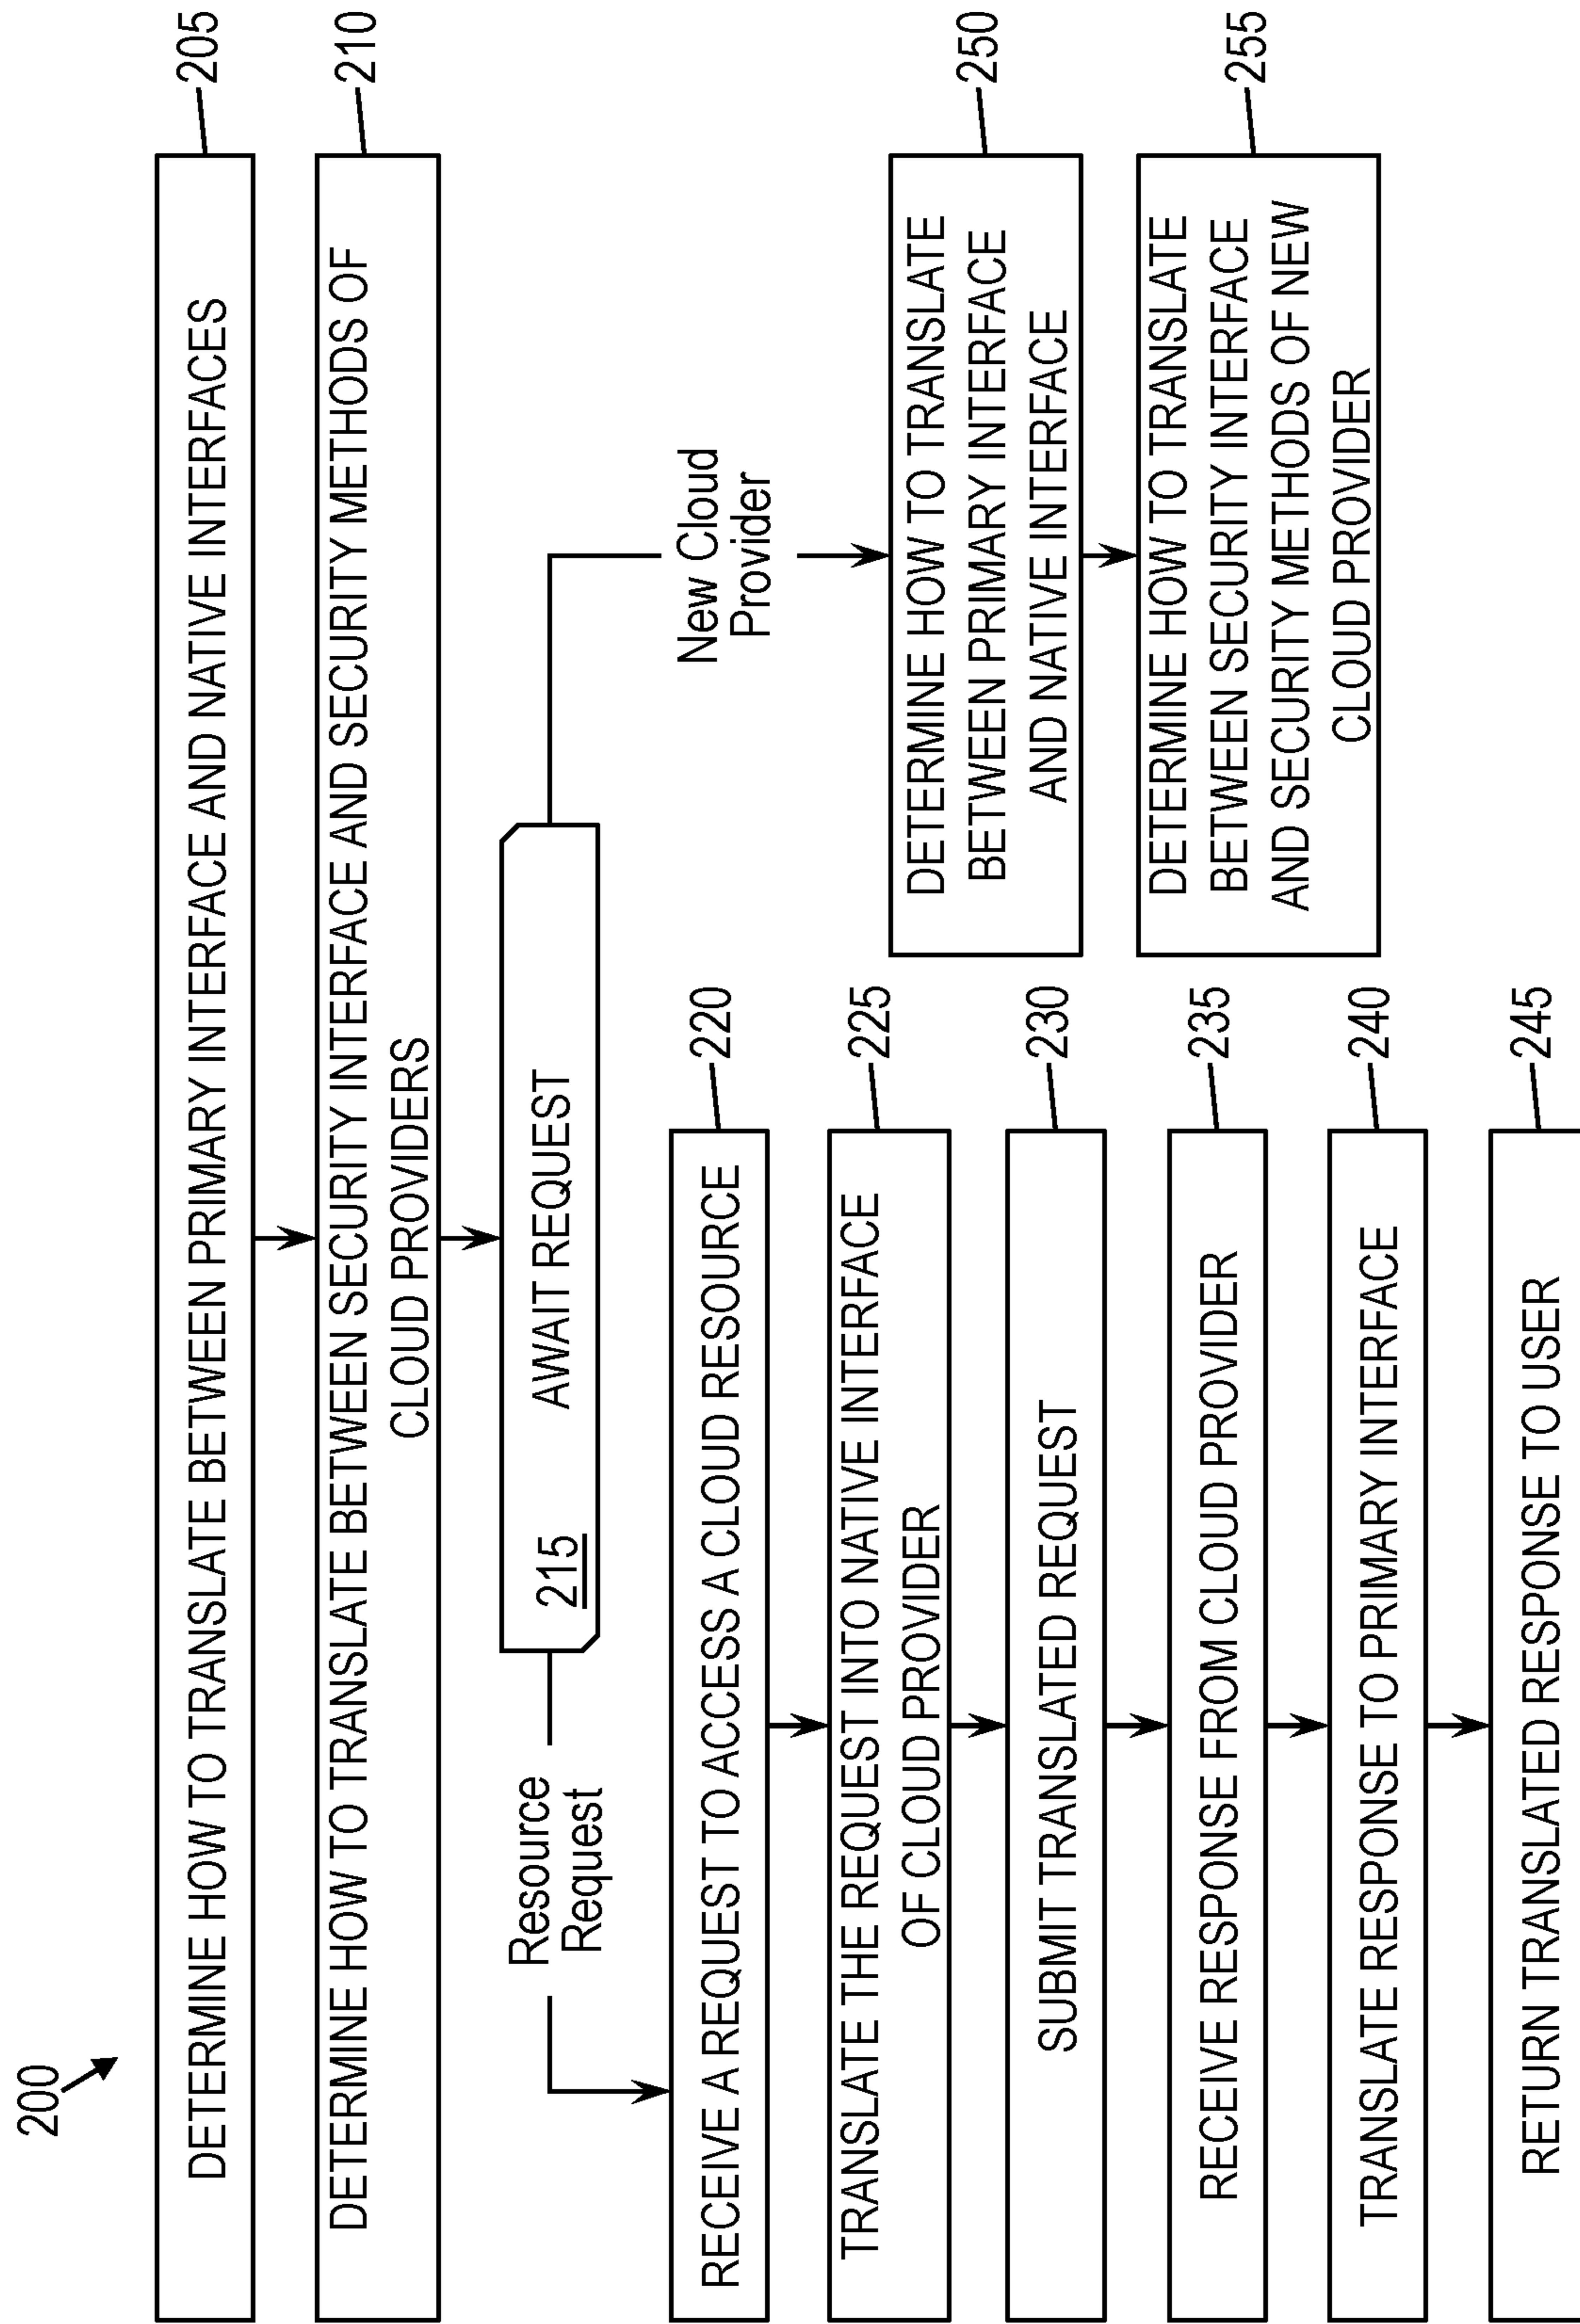 200
DETERMINE HOW TO TRANSLATE BETWEEN PRIMARY INTERFACE AND NATIVE INTERFACES
205
DETERMINE HOW TO TRANSLATE BETWEEN SECURITY INTERFACE AND SECURITY METHODS OF
CLOUD PROVIDERS
210
215
AWAIT REQUEST
Resource
Request
New Cloud
Provider
RECEIVE A REQUEST TO ACCESS A CLOUD RESOURCE
220
TRANSLATE THE REQUEST INTO NATIVE INTERFACE
OF CLOUD PROVIDER
225
SUBMIT TRANSLATED REQUEST
230
RECEIVE RESPONSE FROM CLOUD PROVIDER
235
TRANSLATE RESPONSE TO PRIMARY INTERFACE
240
RETURN TRANSLATED RESPONSE TO USER
245
DETERMINE HOW TO TRANSLATE
BETWEEN PRIMARY INTERFACE
AND NATIVE INTERFACE
250
DETERMINE HOW TO TRANSLATE
BETWEEN SECURITY INTERFACE
AND SECURITY METHODS OF NEW
CLOUD PROVIDER
255